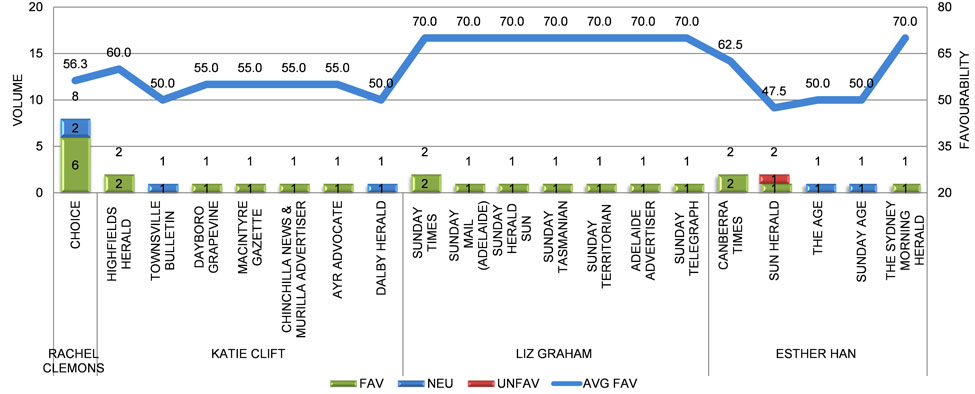 20
15
10
5
0
VOLUME
80
65
50
35
20
FAVOURABILITY
56.3
60.0
50.0
55.0
55.0
55.0
55.0
50.0
70.0
70.0
70.0
70.0
70.0
70.0
70.0
62.5
47.5
50.0
50.0
70.0
8
2
1
1
1
1
1
1
2
1
1
1
1
1
1
2
2
1
1
1
2
6
2
1
1
1
1
1
1
2
1
1
1
1
1
1
2
1
1
1
1
1
CHOICE
HIGHFIELDS
HERALD
TOWNSVILLE
BULLETIN
DAYBORO
GRAPEVINE
MACINTYRE
GAZETTE
CHINCHILLA NEWS &
MURILLA ADVERTISER
AYR ADVOCATE
DALBY HERALD
SUNDAY
TIMES
SUNDAY
MAIL
(ADELAIDE)
SUNDAY
HERALD
SUN
SUNDAY
TASMANIAN
SUNDAY
TERRITORIAN
ADELAIDE
ADVERTISER
SUNDAY
TELEGRAPH
CANBERRA
TIMES
SUN HERALD
THE AGE
SUNDAY AGE
THE SYDNEY
MORNING
HERALD
RACHEL
CLEMONS
KATIE CLIFT
LIZ GRAHAM
ESTHER HAN
FAV
NEU
UNFAV
AVG FAV